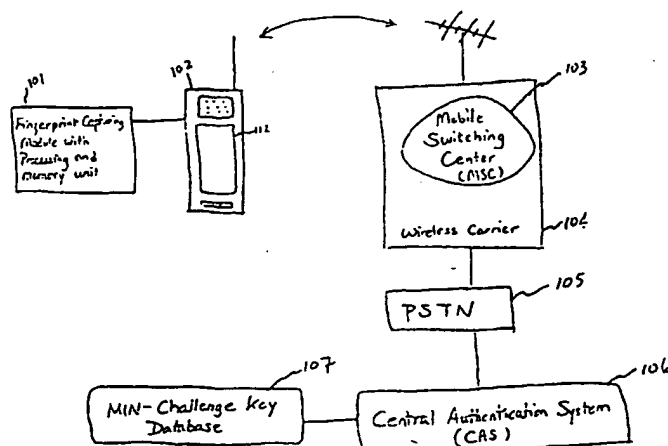 101
102
Fingerprint Capturing
Module with
Processing and
Memory unit
112
103
Mobile
Switching
Center
(MSC)
Wireless Carrier
104
PSTN
105
106
107
MIN-Challenge Key
Database
Central Authentication System
(CAS)